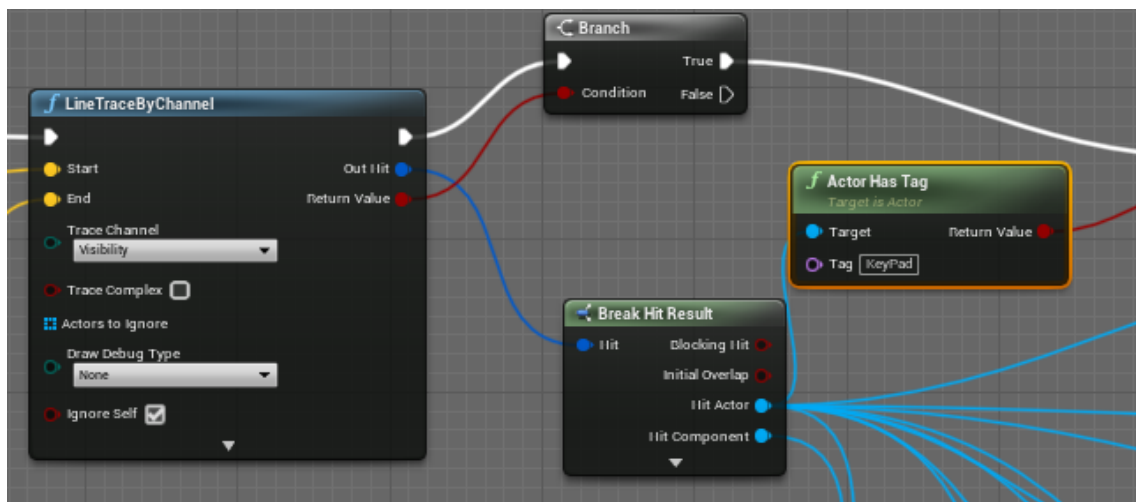 Branch
True
Condition
False
LineTraceByChannel
Start
Out Hit
End
Return Value
Trace Channel
Visibility
Trace Complex
Actors to Ignore
Draw Debug Type
None
Ignore Self
Actor Has Tag
Target is Actor
Target
Return Value
Tag
KeyPad
Break Hit Result
Hit
Blocking Hit
Initial Overlap
Hit Actor
Hit Component